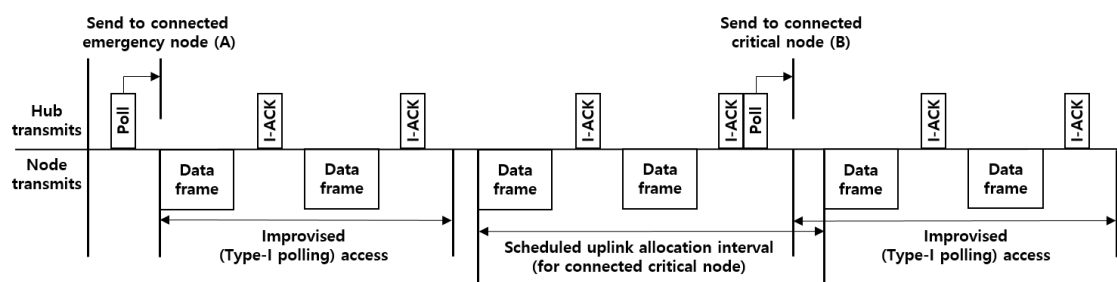 Send to connected
emergency node (A)
Send to connected
critical node (B)
Hub
transmits
Poll
I-ACK
I-ACK
I-ACK
I-ACK
Poll
I-ACK
I-ACK
Node
transmits
Data
frame
Data
frame
Data
frame
Data
frame
Data
frame
Data
frame
Improvised
(Type-I polling) access
Scheduled uplink allocation interval
(for connected critical node)
Improvised
(Type-I polling) access